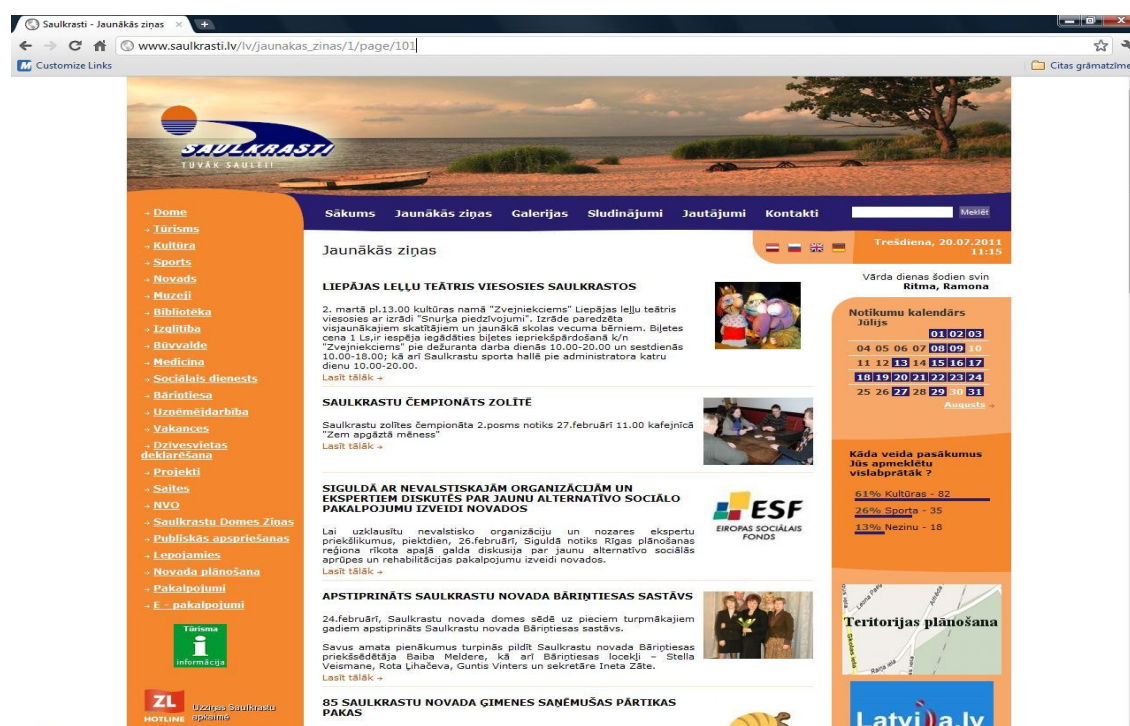 Saulkrasti - Jaunākās ziņas
www.saulkrasti.lv/lv/jaunakas_zinas/1/page/101
Customize Links
Citas grāmatzīme
SAULKRASTI
TUVĀK SAULEI!
Sākums Jaunākās ziņas Galerijas Sludinājumi Jautājumi Kontakti
Meklēt
→ Dome
→ Tūrisms
→ Kultūra
→ Sports
→ Novads
→ Muzeji
→ Bibliotēka
→ Izglītība
→ Būvvalde
→ Medicīna
→ Sociālais dienests
→ Bāriņtiesa
→ Uzņēmējdarbība
→ Vakances
→ Dzīvesvietas
deklarēšana
→ Projekti
→ Saites
→ NVO
→ Saulkrastu Domes Ziņas
→ Publiskās apspriešanas
→ Lepojamies
→ Novada plānošana
→ Pakalpojumi
→ E - pakalpojumi
Tūrisma
i
informācija
ZL
HOTLINE
Uzziņas Saulkrastu
apkaimē
Jaunākās ziņas
LIEPĀJAS LEĻĻU TEĀTRIS VIESOSIES SAULKRASTOS
2. martā pl.13.00 kultūras namā "Zvejniekciems" Liepājas leļļu teātris
viesosies ar izrādi "Snurķa piedzīvojumi". Izrāde paredzēta
visjaunākajiem skatītājiem un jaunākā skolas vecuma bērniem. Biļetes
cena 1 Ls,ir iespēja iegādāties biļetes iepriekšpārdošanā k/n
"Zvejniekciems" pie dežuranta darba dienās 10.00-20.00 un sestdienās
10.00-18.00; kā arī Saulkrastu sporta hallē pie administratora katru
dienu 10.00-20.00.
Lasīt tālāk →
SAULKRASTU ČEMPIONĀTS ZOLĪTĒ
Saulkrastu zolītes čempionāta 2.posms notiks 27.februārī 11.00 kafejnīcā
"Zem apgāztā mēness"
Lasīt tālāk →
SIGULDĀ AR NEVALSTISKAJĀM ORGANIZĀCIJĀM UN
EKSPERTIEM DISKUTĒS PAR JAUNU ALTERNATĪVO SOCIĀLO
PAKALPOJUMU IZVEIDI NOVADOS
Lai uzklausītu nevalstisko organizāciju un nozares ekspertu
priekšlikumus, piektdien, 26.februārī, Siguldā notiks Rīgas plānošanas
reģiona rīkota apaļā galda diskusija par jaunu alternatīvo sociālās
aprūpes un rehabilitācijas pakalpojumu izveidi novados.
Lasīt tālāk →
ESF
EIROPAS SOCIĀLAIS
FONDS
APSTIPRINĀTS SAULKRASTU NOVADA BĀRIŅTIESAS SASTĀVS
24.februārī, Saulkrastu novada domes sēdē uz pieciem turpmākajiem
gadiem apstiprināts Saulkrastu novada Bāriņtiesas sastāvs.
Savus amata pienākumus turpinās pildīt Saulkrastu novada Bāriņtiesas
priekšsēdētāja Baiba Meldere, kā arī Bāriņtiesas locekļi – Stella
Veismane, Rota Ļihačeva, Guntis Vinters un sekretāre Ineta Zāte.
Lasīt tālāk →
85 SAULKRASTU NOVADA ĢIMENES SAŅĒMUŠAS PĀRTIKAS
PAKAS
Trešdiena, 20.07.2011
11:15
Vārda dienas šodien svin
Ritma, Ramona
Notikumu kalendārs
Jūlijs
01 02 03
04 05 06 07 08 09 10
11 12 13 14 15 16 17
18 19 20 21 22 23 24
25 26 27 28 29 30 31
Augusts →
Kāda veida pasākumus
Jūs apmeklētu
vislabprātāk ?
61% Kultūras - 82
26% Sporta - 35
13% Nezinu - 18
Teritorijas plānošana
Raiņa iela
Latvija.lv